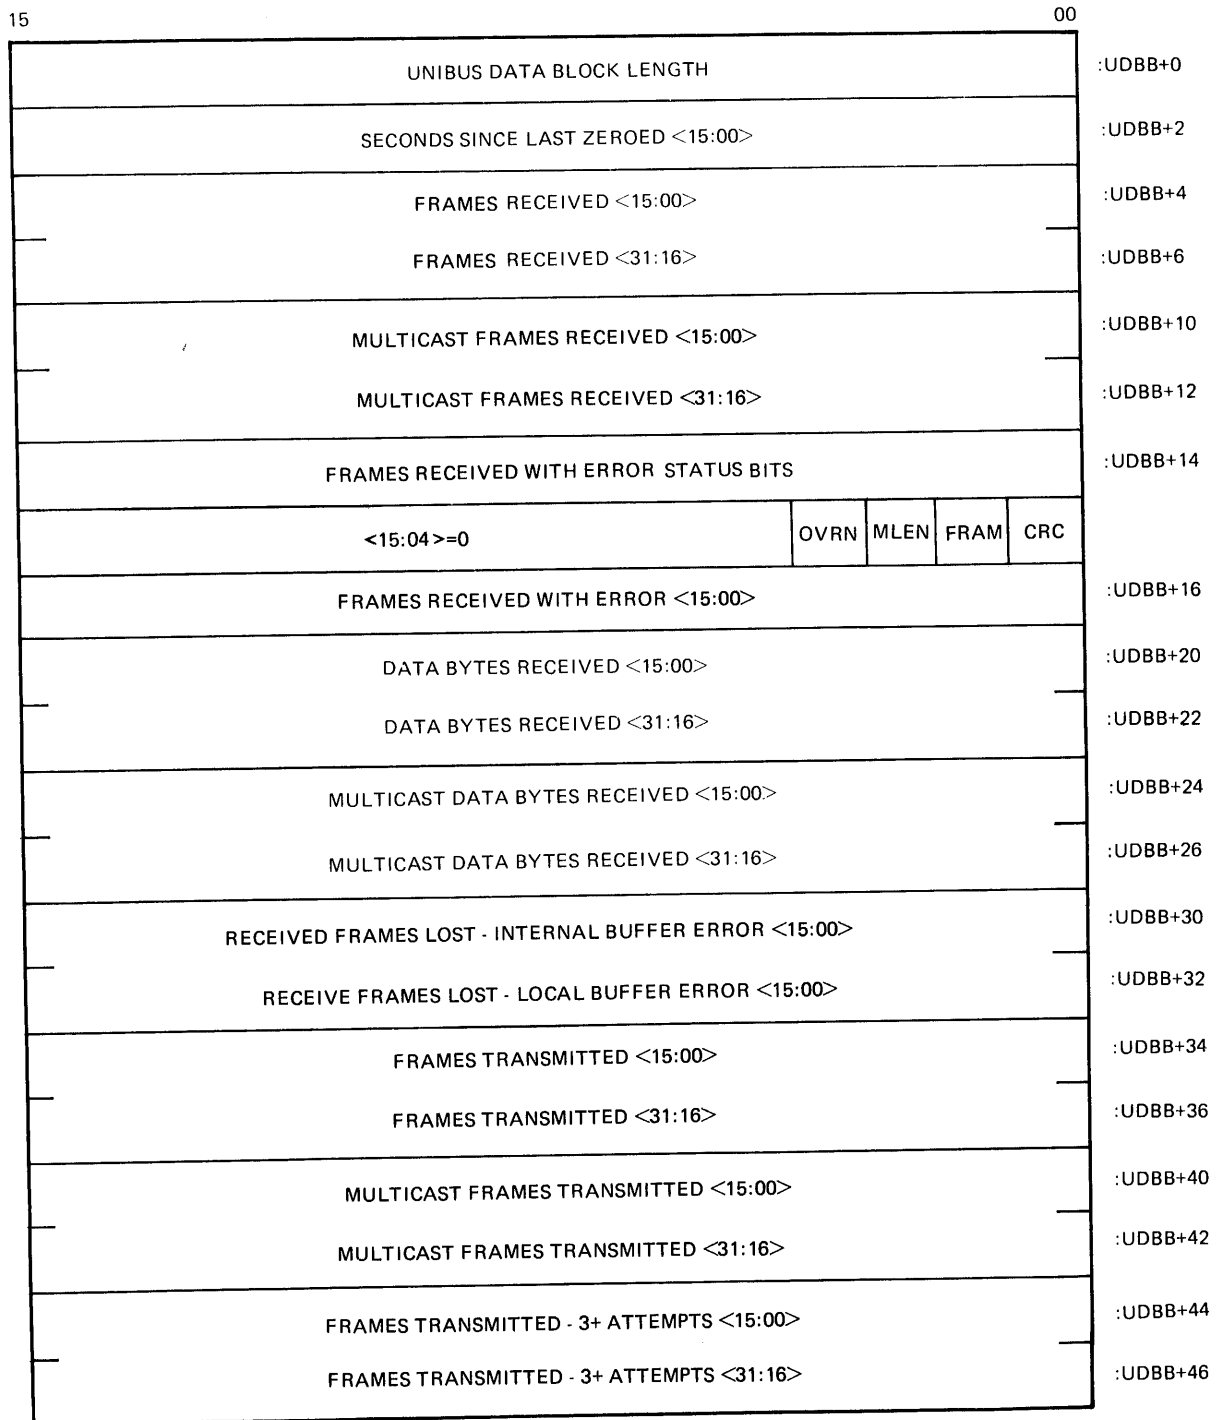 15 00
UNIBUS DATA BLOCK LENGTH :UDBB+0
SECONDS SINCE LAST ZEROED <15:00> :UDBB+2
FRAMES RECEIVED <15:00> :UDBB+4
FRAMES RECEIVED <31:16> :UDBB+6
MULTICAST FRAMES RECEIVED <15:00> :UDBB+10
MULTICAST FRAMES RECEIVED <31:16> :UDBB+12
FRAMES RECEIVED WITH ERROR STATUS BITS :UDBB+14
<15:04>=0 OVRN MLEN FRAM CRC
FRAMES RECEIVED WITH ERROR <15:00> :UDBB+16
DATA BYTES RECEIVED <15:00> :UDBB+20
DATA BYTES RECEIVED <31:16> :UDBB+22
MULTICAST DATA BYTES RECEIVED <15:00> :UDBB+24
MULTICAST DATA BYTES RECEIVED <31:16> :UDBB+26
RECEIVED FRAMES LOST - INTERNAL BUFFER ERROR <15:00> :UDBB+30
RECEIVE FRAMES LOST - LOCAL BUFFER ERROR <15:00> :UDBB+32
FRAMES TRANSMITTED <15:00> :UDBB+34
FRAMES TRANSMITTED <31:16> :UDBB+36
MULTICAST FRAMES TRANSMITTED <15:00> :UDBB+40
MULTICAST FRAMES TRANSMITTED <31:16> :UDBB+42
FRAMES TRANSMITTED - 3+ ATTEMPTS <15:00> :UDBB+44
FRAMES TRANSMITTED - 3+ ATTEMPTS <31:16> :UDBB+46